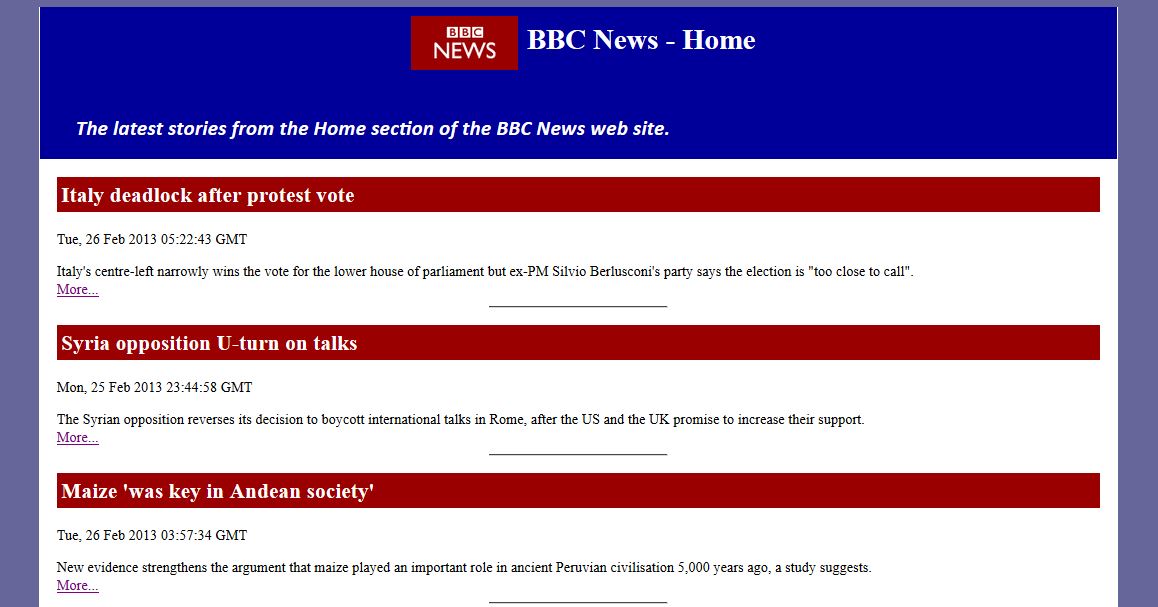 BBC
NEWS
BBC News - Home
The latest stories from the Home section of the BBC News web site.
Italy deadlock after protest vote
Tue, 26 Feb 2013 05:22:43 GMT
Italy's centre-left narrowly wins the vote for the lower house of parliament but ex-PM Silvio Berlusconi's party says the election is "too close to call".
More...
Syria opposition U-turn on talks
Mon, 25 Feb 2013 23:44:58 GMT
The Syrian opposition reverses its decision to boycott international talks in Rome, after the US and the UK promise to increase their support.
More...
Maize 'was key in Andean society'
Tue, 26 Feb 2013 03:57:34 GMT
New evidence strengthens the argument that maize played an important role in ancient Peruvian civilisation 5,000 years ago, a study suggests.
More...